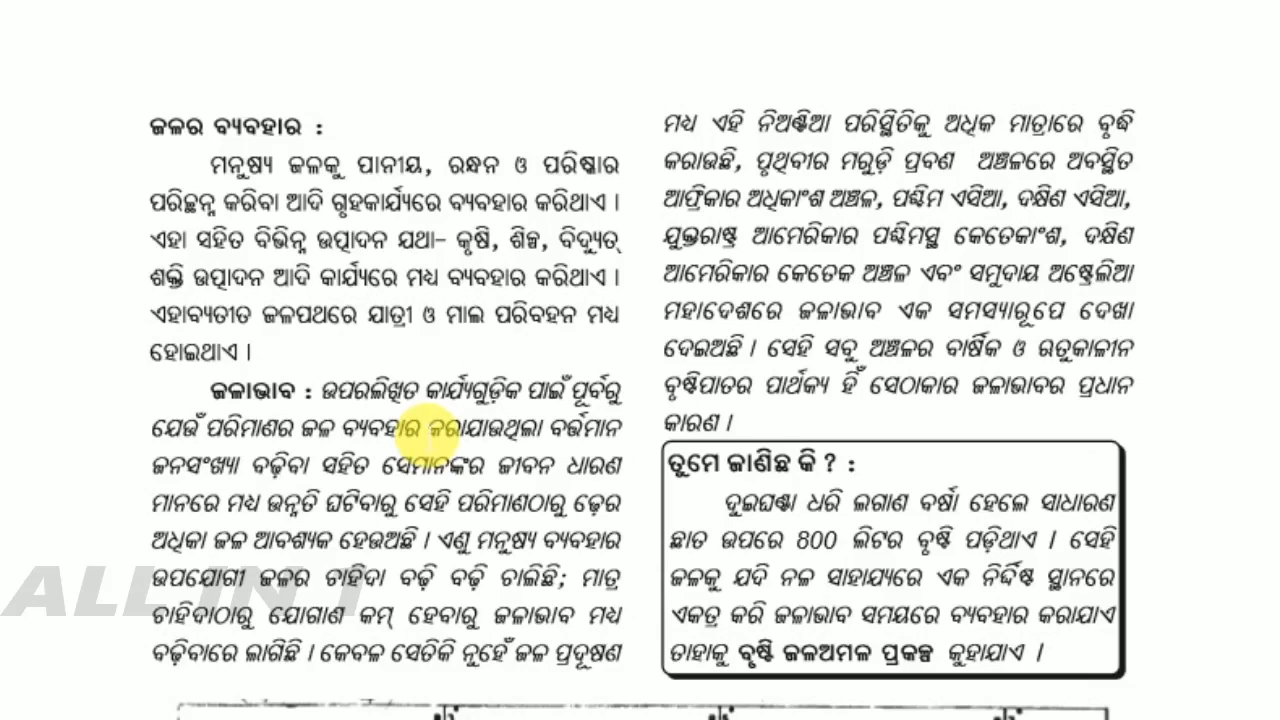 ଜଳର ବ୍ୟବହାର :
ମନୁଷ୍ୟ ଜଳକୁ ପାନୀୟ, ରନ୍ଧନ ଓ ପରିଷ୍କାର
ପରିଚ୍ଛନ୍ନ କରିବା ଆଦି ଗୃହକାର୍ଯ୍ୟରେ ବ୍ୟବହାର କରିଥାଏ ।
ଏହା ସହିତ ବିଭିନ୍ନ ଉତ୍ପାଦନ ଯଥା- କୃଷି, ଶିଳ୍ପ, ବିଦ୍ୟୁତ୍
ଶକ୍ତି ଉତ୍ପାଦନ ଆଦି କାର୍ଯ୍ୟରେ ମଧ୍ୟ ବ୍ୟବହାର କରିଥାଏ ।
ଏହାବ୍ୟତୀତ ଜଳପଥରେ ଯାତ୍ରୀ ଓ ମାଲ ପରିବହନ ମଧ୍ୟ
ହୋଇଥାଏ ।
ଜଳାଭାବ : ଉପରଲିଖିତ କାର୍ଯ୍ୟଗୁଡ଼ିକ ପାଇଁ ପୂର୍ବରୁ
ଯେଉଁ ପରିମାଣର ଜଳ ବ୍ୟବହାର କରାଯାଉଥିଲା ବର୍ତ୍ତମାନ
ଜନସଂଖ୍ୟା ବଢ଼ିବା ସହିତ ସେମାନଙ୍କର ଜୀବନ ଧାରଣ
ମାନରେ ମଧ୍ୟ ଉନ୍ନତି ଘଟିବାରୁ ସେହି ପରିମାଣଠାରୁ ଢ଼େର
ଅଧିକା ଜଳ ଆବଶ୍ୟକ ହେଉଅଛି । ଏଣୁ ମନୁଷ୍ୟ ବ୍ୟବହାର
ଉପଯୋଗୀ ଜଳର ଚାହିଦା ବଢ଼ି ବଢ଼ି ଚାଲିଛି; ମାତ୍ର
ଚାହିଦାଠାରୁ ଯୋଗାଣ କମ୍ ହେବାରୁ ଜଳାଭାବ ମଧ୍ୟ
ବଢ଼ିବାରେ ଲାଗିଛି । କେବଳ ସେତିକି ନୁହେଁ ଜଳ ପ୍ରଦୂଷଣ
ମଧ୍ୟ ଏହି ନିଅଣ୍ଟିଆ ପରିସ୍ଥିତିକୁ ଅଧିକ ମାତ୍ରାରେ ବୃଦ୍ଧି
କରାଉଛି, ପୃଥିବୀର ମରୁଡ଼ି ପ୍ରବଣ ଅଞ୍ଚଳରେ ଅବସ୍ଥିତ
ଆଫ୍ରିକାର ଅଧିକାଂଶ ଅଞ୍ଚଳ, ପଶ୍ଚିମ ଏସିଆ, ଦକ୍ଷିଣ ଏସିଆ,
ଯୁକ୍ତରାଷ୍ଟ୍ର ଆମେରିକାର ପଶ୍ଚିମସ୍ଥ କେତେକାଂଶ, ଦକ୍ଷିଣ
ଆମେରିକାର କେତେକ ଅଞ୍ଚଳ ଏବଂ ସମୁଦାୟ ଅଷ୍ଟ୍ରେଲିଆ
ମହାଦେଶରେ ଜଳାଭାବ ଏକ ସମସ୍ୟାରୂପେ ଦେଖା
ଦେଇଅଛି । ସେହି ସବୁ ଅଞ୍ଚଳର ବାର୍ଷିକ ଓ ଋତୁକାଳୀନ
ବୃଷ୍ଟିପାତର ପାର୍ଥକ୍ୟ ହିଁ ସେଠାକାର ଜଳାଭାବର ପ୍ରଧାନ
କାରଣ ।
ତୁମେ ଜାଣିଛ କି ? :
ଦୁଇଘଣ୍ଟା ଧରି ଲଗାଣ ବର୍ଷା ହେଲେ ସାଧାରଣ
ଛାତ ଉପରେ 800 ଲିଟର ବୃଷ୍ଟି ପଡ଼ିଥାଏ । ସେହି
ଜଳକୁ ଯଦି ନଳ ସାହାଯ୍ୟରେ ଏକ ନିର୍ଦ୍ଦିଷ୍ଟ ସ୍ଥାନରେ
ଏକତ୍ର କରି ଜଳାଭାବ ସମୟରେ ବ୍ୟବହାର କରାଯାଏ
ତାହାକୁ ବୃଷ୍ଟି ଜଳଅମଳ ପ୍ରକଳ୍ପ କୁହାଯାଏ ।
ALL IN 1